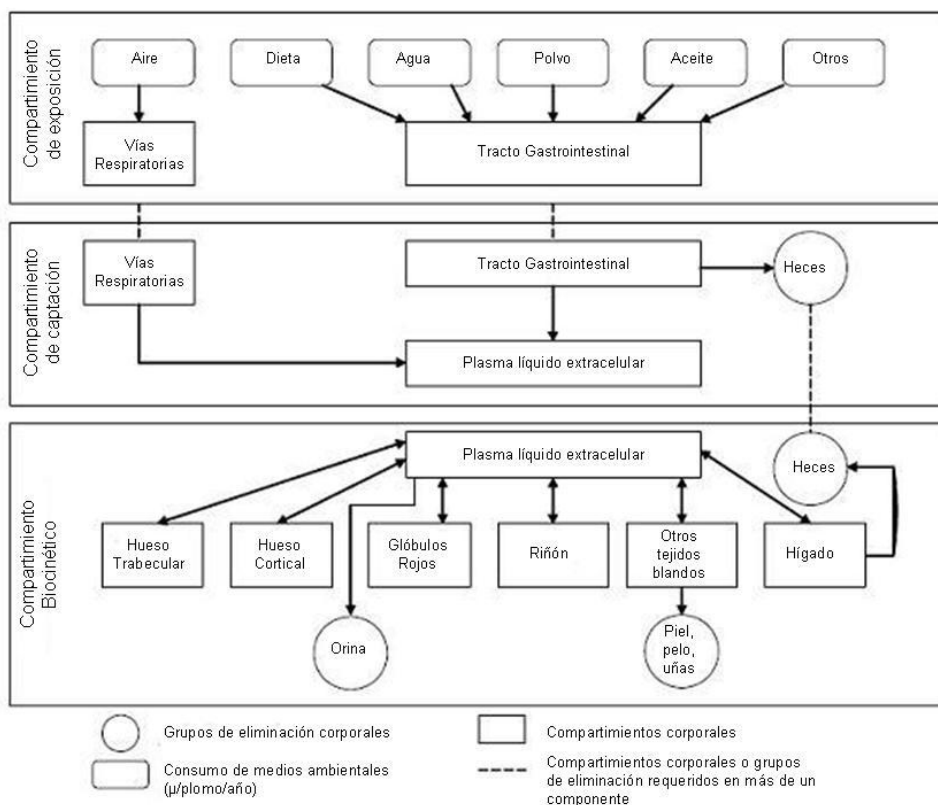 Compartimiento
de exposición
Aire
Dieta
Agua
Polvo
Aceite
Otros
Vías
Respiratorias
Tracto Gastrointestinal
Compartimiento
de captación
Vías
Respiratorias
Tracto Gastrointestinal
Heces
Plasma líquido extracelular
Compartimiento
Biocinético
Plasma líquido extracelular
Heces
Hueso
Trabecular
Hueso
Cortical
Glóbulos
Rojos
Riñón
Otros
tejidos
blandos
Hígado
Orina
Piel,
pelo,
uñas
Grupos de eliminación corporales
Compartimientos corporales
Consumo de medios ambientales
(µ/plomo/año)
Compartimientos corporales o grupos
de eliminación requeridos en más de un
componente